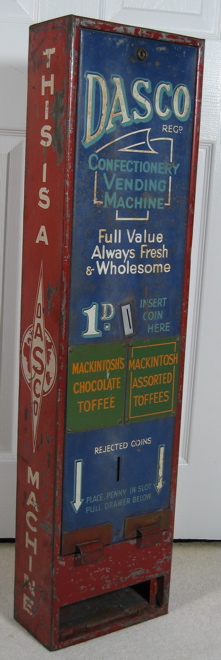 THIS IS A
DASCO
MACHINE
DASCO
REGD
CONFECTIONERY
VENDING
MACHINE
Full Value
Always Fresh
& Wholesome
1D.
INSERT
COIN
HERE
MACKINTOSH'S
CHOCOLATE
TOFFEE
MACKINTOSH
ASSORTED
TOFFEES
REJECTED COINS
PLACE PENNY IN SLOT
PULL DRAWER BELOW